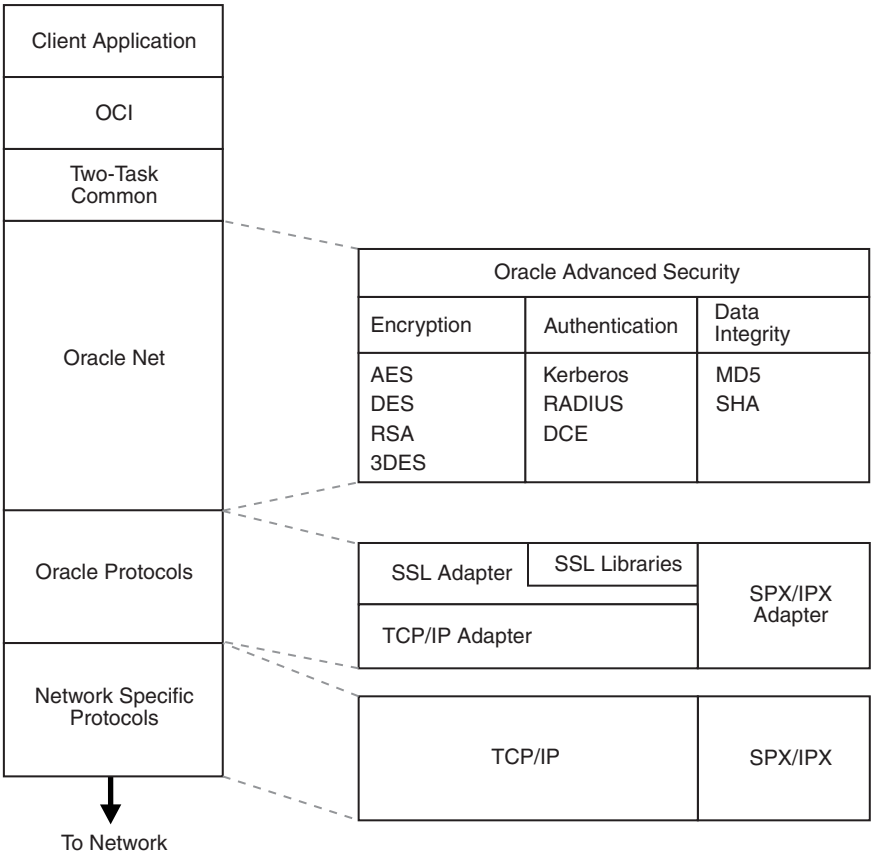 Client Application
OCI
Two-Task
Common
Oracle Net
Oracle Protocols
Network Specific
Protocols
To Network
Oracle Advanced Security
Encryption
AES
DES
RSA
3DES
Authentication
Kerberos
RADIUS
DCE
Data
Integrity
MD5
SHA
SSL Adapter
SSL Libraries
TCP/IP Adapter
SPX/IPX
Adapter
TCP/IP
SPX/IPX